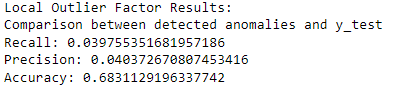 Local Outlier Factor Results:
Comparison between detected anomalies and y_test
Recall: 0.039755351681957186
Precision: 0.040372670807453416
Accuracy: 0.6831129196337742